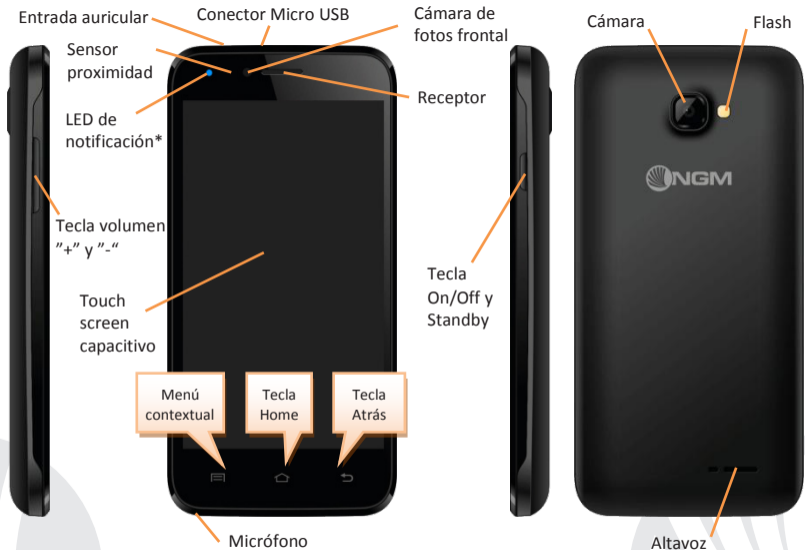 Entrada auricular
Conector Micro USB
Cámara de
fotos frontal
Cámara
Flash
Sensor
proximidad
Receptor
LED de
notificación*
NGM
Tecla volumen
”+” y ”-“
Tecla
On/Off y
Standby
Touch
screen
capacitivo
Menú
contextual
Tecla
Home
Tecla
Atrás
Micrófono
Altavoz